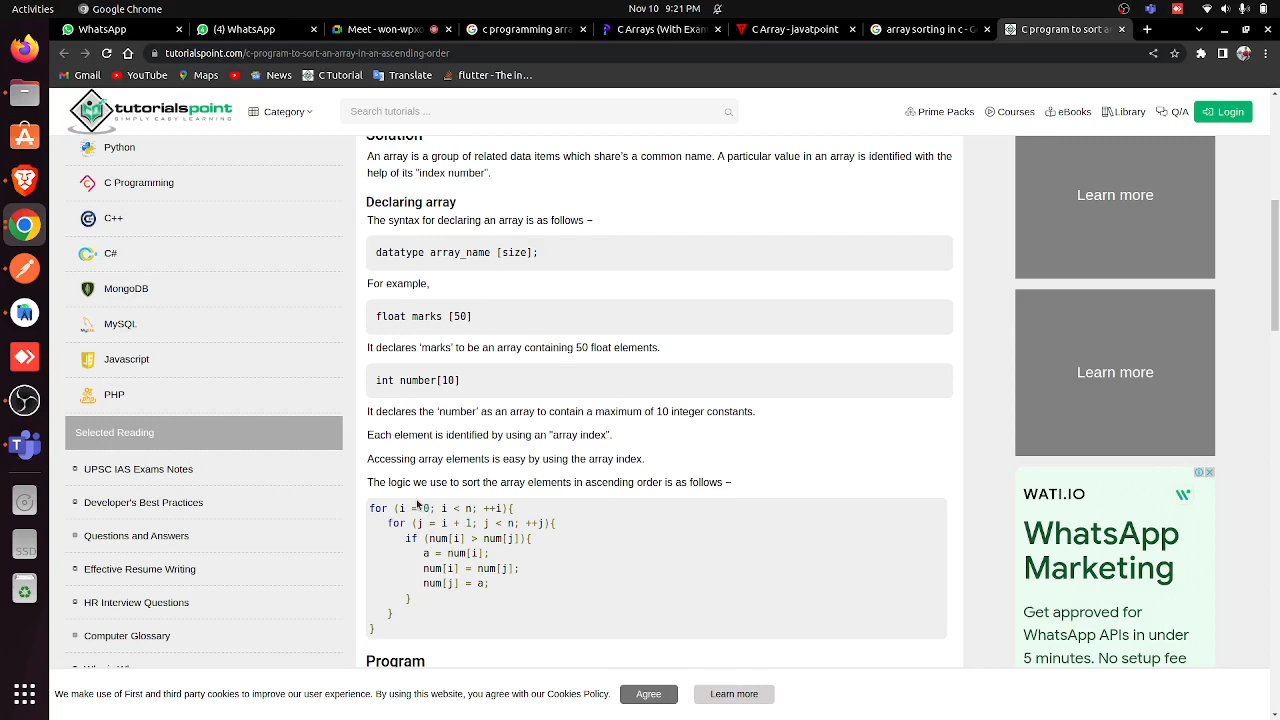 Activities
Google Chrome
Nov 10 9:21 PM
WhatsApp
(4) WhatsApp
Meet - won-wpxo
c programming arra
C Arrays (With Exam
C Array - javatpoint
array sorting in c - G
C program to sort a
tutorialspoint.com/c-program-to-sort-an-array-in-an-ascending-order
Gmail
YouTube
Maps
News
CTutorial
Translate
flutter - The in...
tutorialspoint
SIMPLY EASY LEARNING
Category
Search tutorials ...
Prime Packs
Courses
eBooks
Library
Q/A
Login
Python
C Programming
C++
C#
MongoDB
MySQL
Javascript
PHP
Selected Reading
UPSC IAS Exams Notes
Developer's Best Practices
Questions and Answers
Effective Resume Writing
HR Interview Questions
Computer Glossary
Solution
An array is a group of related data items which share's a common name. A particular value in an array is identified with the
help of its "index number".
Declaring array
The syntax for declaring an array is as follows −
datatype array_name [size];
For example,
float marks [50]
It declares ‘marks’ to be an array containing 50 float elements.
int number[10]
It declares the ‘number’ as an array to contain a maximum of 10 integer constants.
Each element is identified by using an "array index".
Accessing array elements is easy by using the array index.
The logic we use to sort the array elements in ascending order is as follows −
for (i = 0; i < n; ++i){
for (j = i + 1; j < n; ++j){
if (num[i] > num[j]){
a = num[i];
num[i] = num[j];
num[j] = a;
}
}
}
Program
Learn more
Learn more
WATI.IO
WhatsApp
Marketing
Get approved for
WhatsApp APIs in under
5 minutes. No setup fee
We make use of First and third party cookies to improve our user experience. By using this website, you agree with our Cookies Policy.
Agree
Learn more
SSD